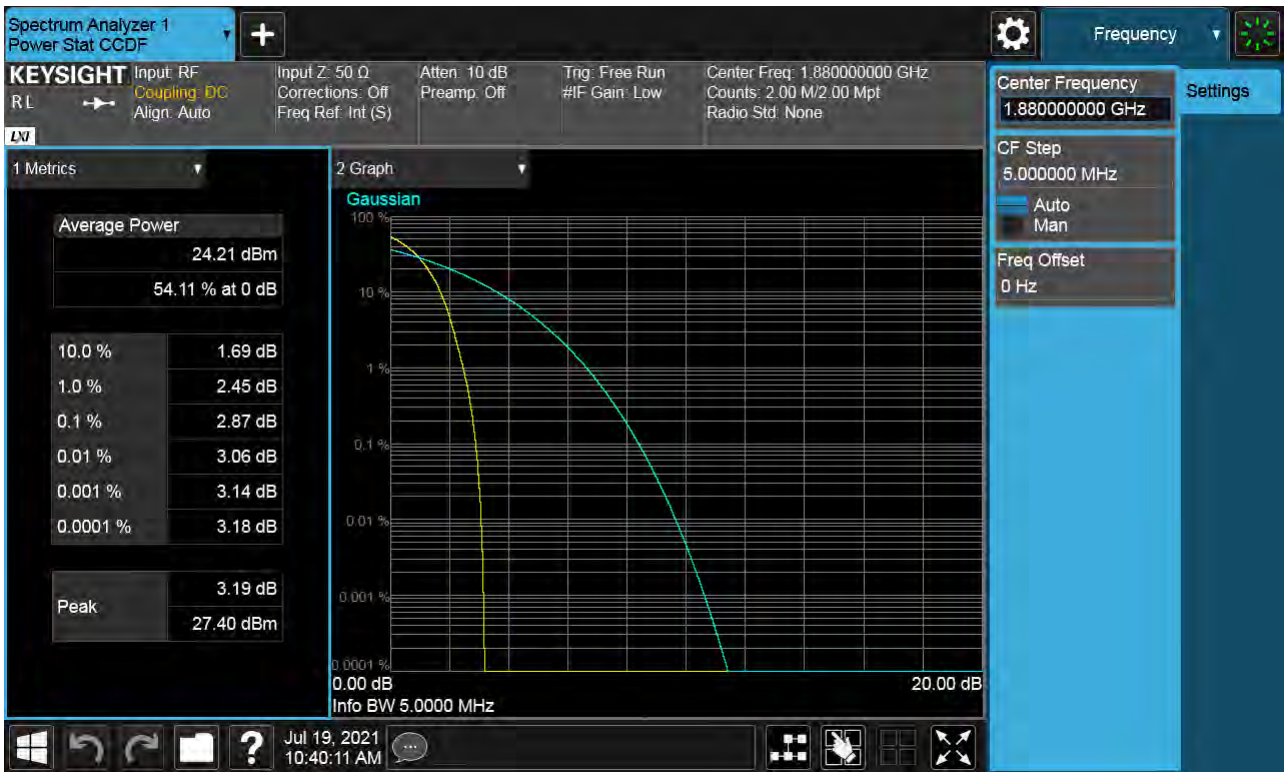 Spectrum Analyzer 1
Power Stat CCDF
+
Frequency
KEYSIGHT
RL
LXI
Input: RF
Coupling: DC
Align: Auto
Input Z: 50 Ω
Corrections: Off
Freq Ref: Int (S)
Atten: 10 dB
Preamp: Off
Trig: Free Run
#IF Gain: Low
Center Freq: 1.880000000 GHz
Counts: 2.00 M/2.00 Mpt
Radio Std: None
Center Frequency
1.880000000 GHz
Settings
CF Step
5.000000 MHz
Auto
Man
Freq Offset
0 Hz
1 Metrics
Average Power
24.21 dBm
54.11 % at 0 dB
10.0 % 1.69 dB
1.0 % 2.45 dB
0.1 % 2.87 dB
0.01 % 3.06 dB
0.001 % 3.14 dB
0.0001 % 3.18 dB
Peak
3.19 dB
27.40 dBm
2 Graph
Gaussian
100 %
10 %
1 %
0.1 %
0.01 %
0.001 %
0.0001 %
0.00 dB 20.00 dB
Info BW 5.0000 MHz
?
Jul 19, 2021
10:40:11 AM